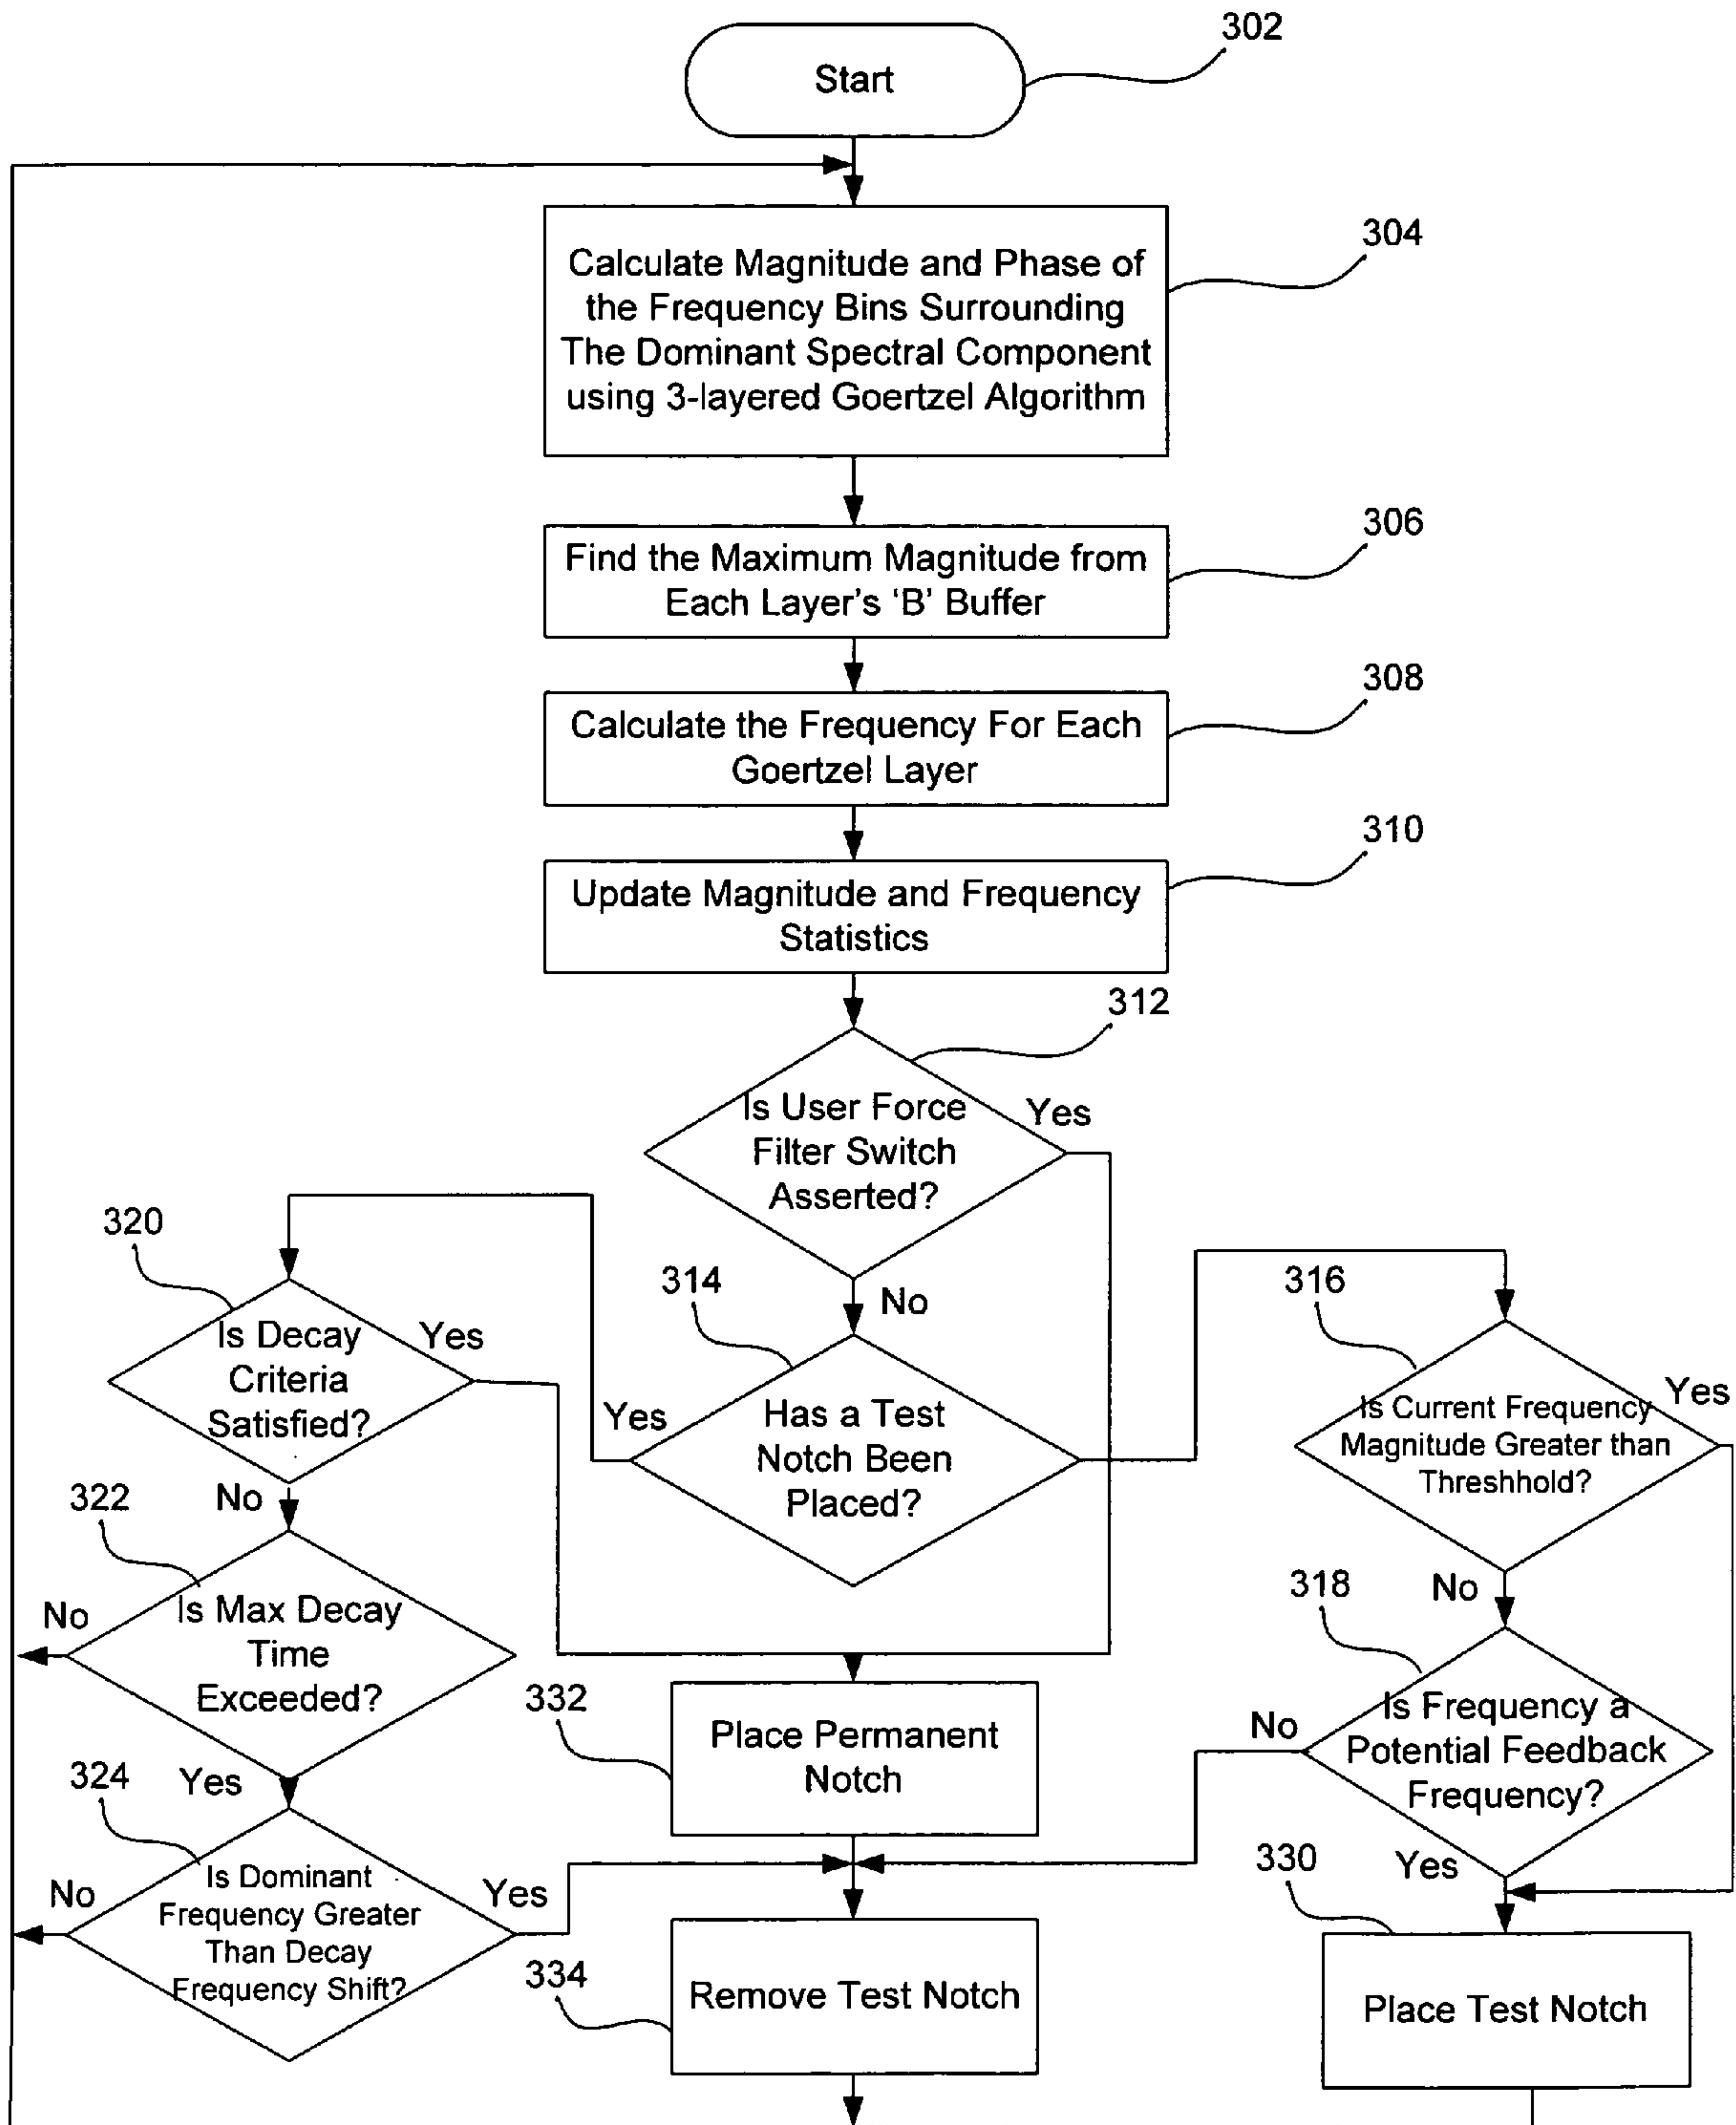 302
Start
304
Calculate Magnitude and Phase of
the Frequency Bins Surrounding
The Dominant Spectral Component
using 3-layered Goertzel Algorithm
306
Find the Maximum Magnitude from
Each Layer's 'B' Buffer
308
Calculate the Frequency For Each
Goertzel Layer
310
Update Magnitude and Frequency
Statistics
312
Is User Force
Filter Switch
Asserted?
Yes
No
320
Is Decay
Criteria
Satisfied?
Yes
No
314
Has a Test
Notch Been
Placed?
Yes
316
Is Current Frequency
Magnitude Greater than
Threshhold?
Yes
No
322
Is Max Decay
Time
Exceeded?
No
Yes
318
Is Frequency a
Potential Feedback
Frequency?
No
Yes
332
Place Permanent
Notch
324
Is Dominant
Frequency Greater
Than Decay
Frequency Shift?
No
Yes
334
Remove Test Notch
330
Place Test Notch